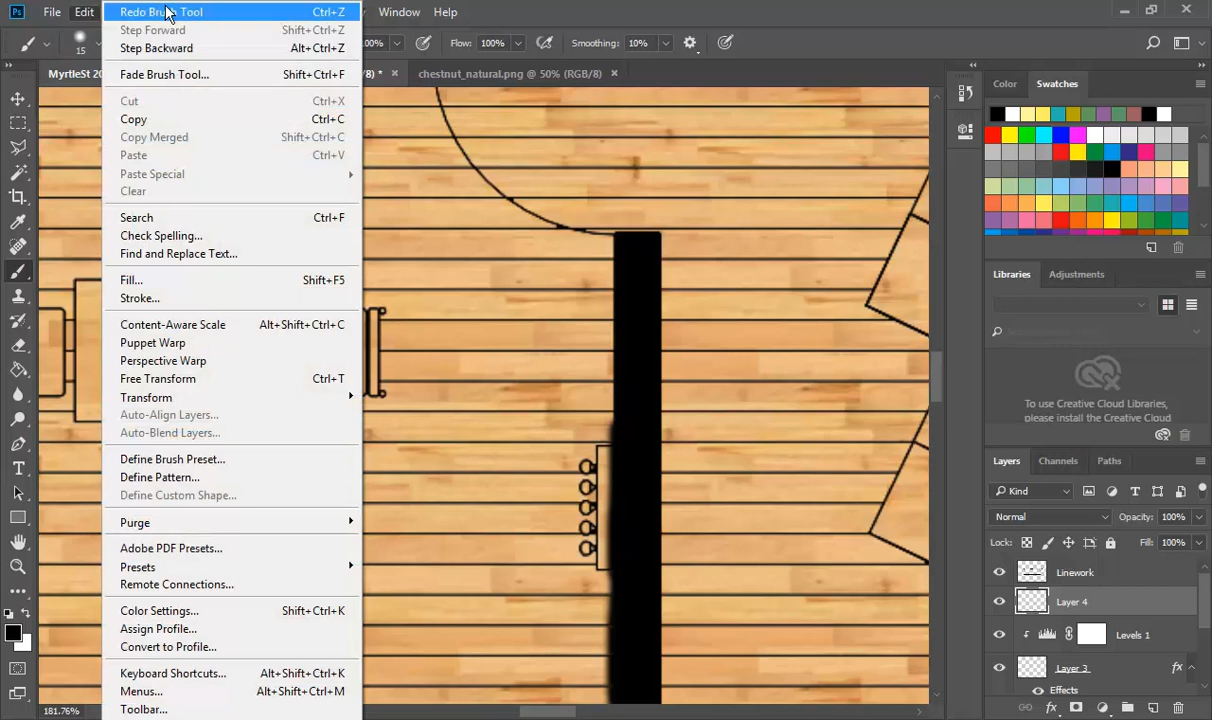 Ps File Edit Window Help
15 100% Flow: 100% Smoothing: 10%
/8) * × chestnut_natural.png @ 50% (RGB/8) ×
MyrtleSt
Redo Brush Tool Ctrl+Z
Step Forward Shift+Ctrl+Z
Step Backward Alt+Ctrl+Z
Fade Brush Tool... Shift+Ctrl+F
Cut Ctrl+X
Copy Ctrl+C
Copy Merged Shift+Ctrl+C
Paste Ctrl+V
Paste Special
Clear
Search Ctrl+F
Check Spelling...
Find and Replace Text...
Fill... Shift+F5
Stroke...
Content-Aware Scale Alt+Shift+Ctrl+C
Puppet Warp
Perspective Warp
Free Transform Ctrl+T
Transform
Auto-Align Layers...
Auto-Blend Layers...
Define Brush Preset...
Define Pattern...
Define Custom Shape...
Purge
Adobe PDF Presets...
Presets
Remote Connections...
Color Settings... Shift+Ctrl+K
Assign Profile...
Convert to Profile...
Keyboard Shortcuts... Alt+Shift+Ctrl+K
Menus... Alt+Shift+Ctrl+M
Toolbar...
181.76%
Color Swatches
Libraries Adjustments
To use Creative Cloud Libraries,
please install the Creative Cloud
Layers Channels Paths
Kind
Normal Opacity: 100%
Lock: Fill: 100%
Linework
Layer 4
Levels 1
Layer 3 fx
Effects
fx